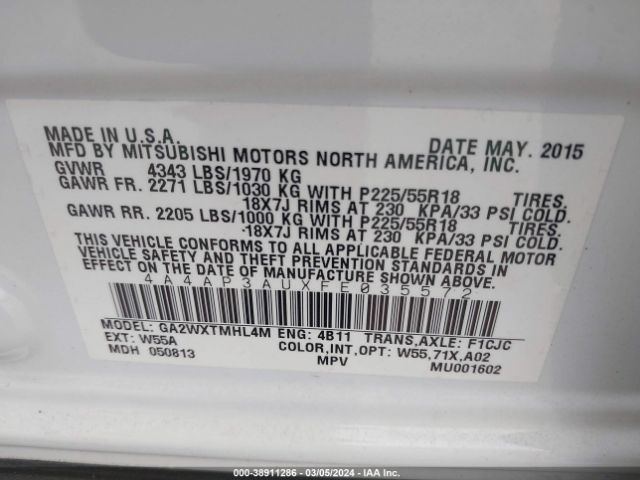 MADE IN U.S.A. DATE MAY. 2015
MFD BY MITSUBISHI MOTORS NORTH AMERICA, INC.
GVWR 4343 LBS/1970 KG
GAWR FR. 2271 LBS/1030 KG WITH P225/55R18 TIRES.
18X7J RIMS AT 230 KPA/33 PSI COLD.
GAWR RR. 2205 LBS/1000 KG WITH P225/55R18 TIRES.
18X7J RIMS AT 230 KPA/33 PSI COLD.
THIS VEHICLE CONFORMS TO ALL APPLICABLE FEDERAL MOTOR
VEHICLE SAFETY AND THEFT PREVENTION STANDARDS IN
EFFECT ON THE DATE OF MANUFACTURE SHOWN ABOVE.
4A4AP3AUXFE035572
MODEL: GA2WXTMHL4M ENG: 4B11 TRANS,AXLE: F1CJC
EXT: W55A COLOR,INT,OPT: W55,71X,A02
MDH 050813 MPV MU001602
© 000-38911286 - 03/05/2024 - IAA Inc.